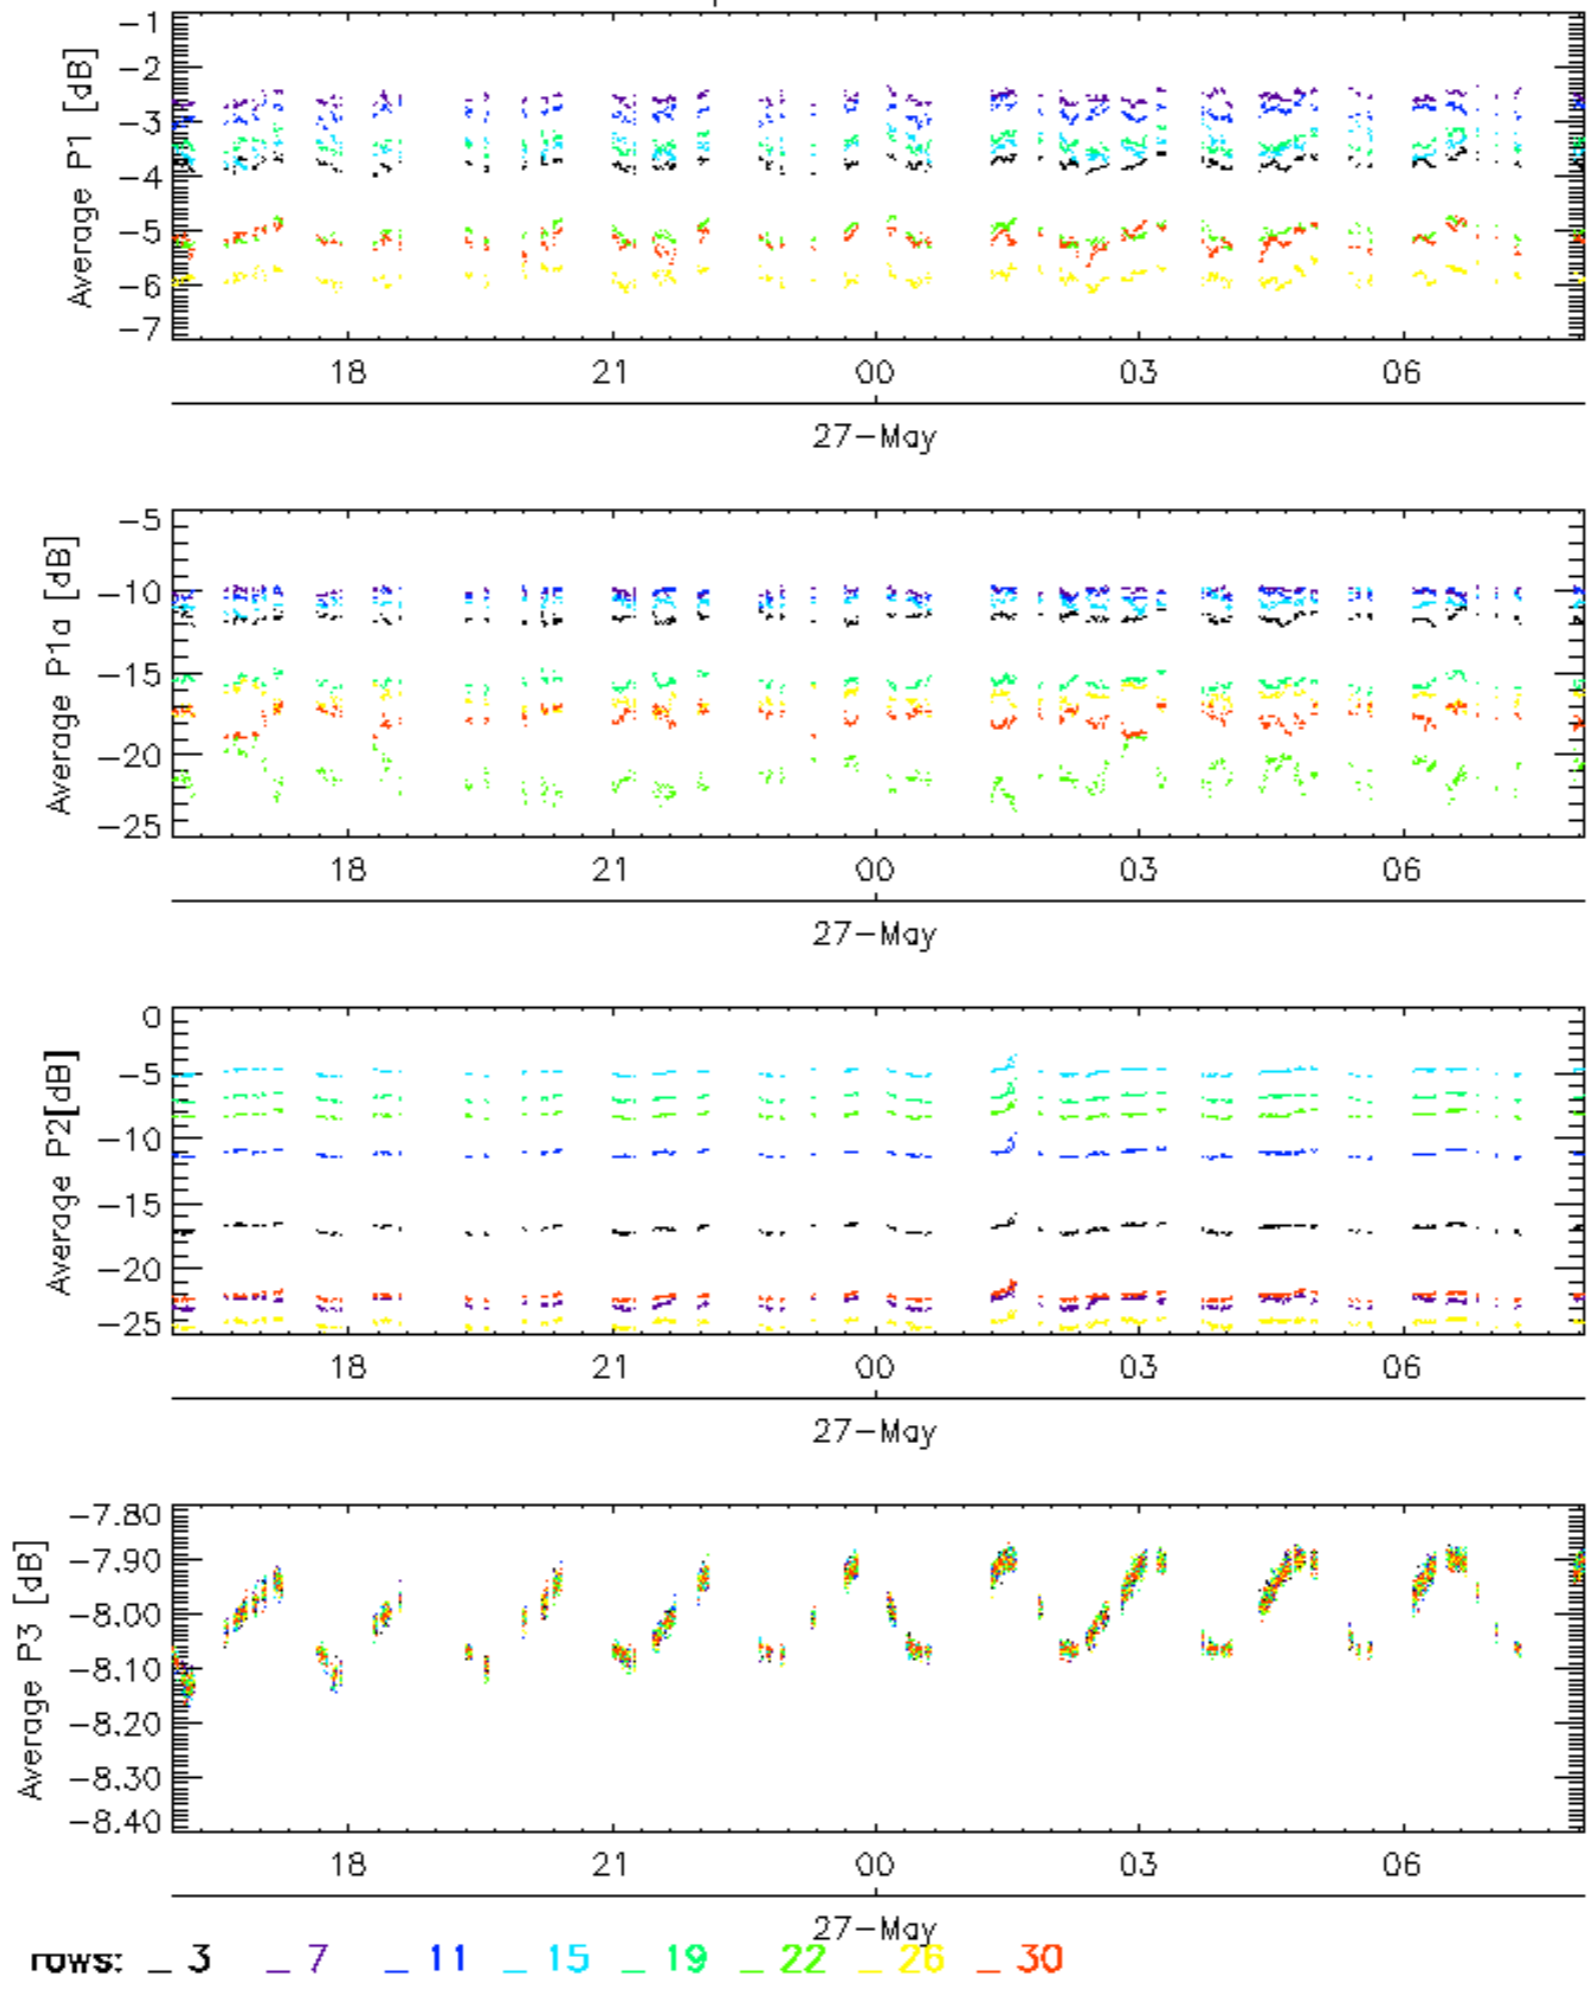 -1
-2
-3
-4
-5
-6
-7
Average P1 [dB]
18 21 00 03 06
27-May
-5
-10
-15
-20
-25
Average P1a [dB]
18 21 00 03 06
27-May
0
-5
-10
-15
-20
-25
Average P2[dB]
18 21 00 03 06
27-May
-7.80
-7.90
-8.00
-8.10
-8.20
-8.30
-8.40
Average P3 [dB]
18 21 00 03 06
27-May
rows: _ 3 _ 7 _ 11 _ 15 _ 19 _ 22 _ 26 _ 30